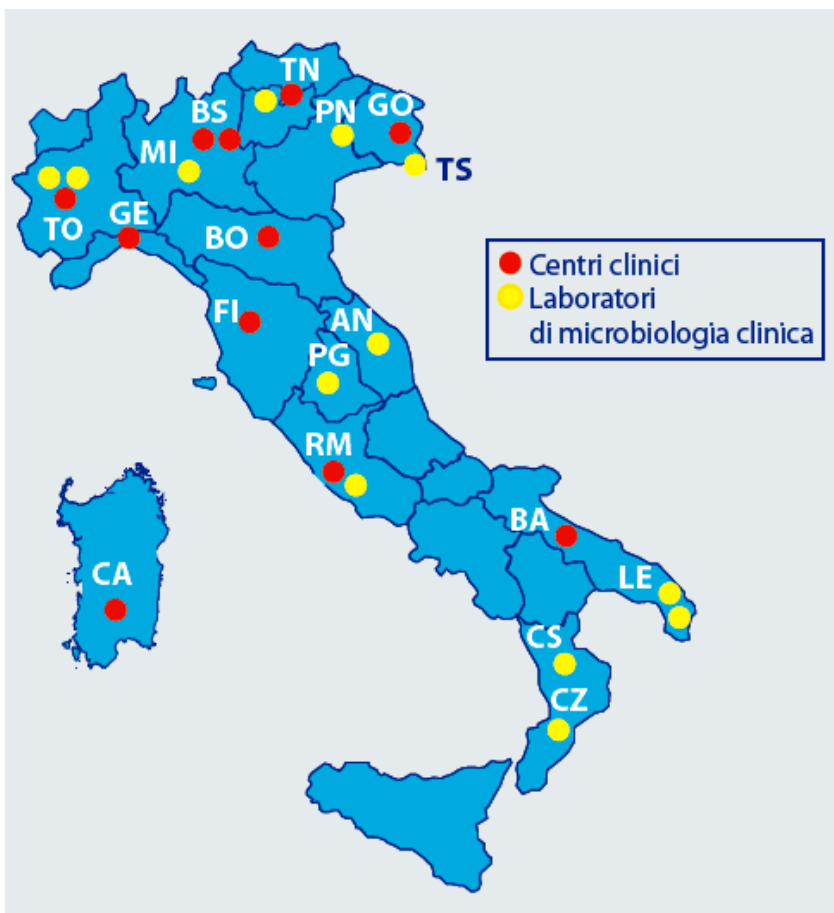 TN
BS
PN
GO
MI
TS
TO
GE
BO
Centri clinici
Laboratori
di microbiologia clinica
FI
AN
PG
RM
BA
CA
LE
CS
CZ